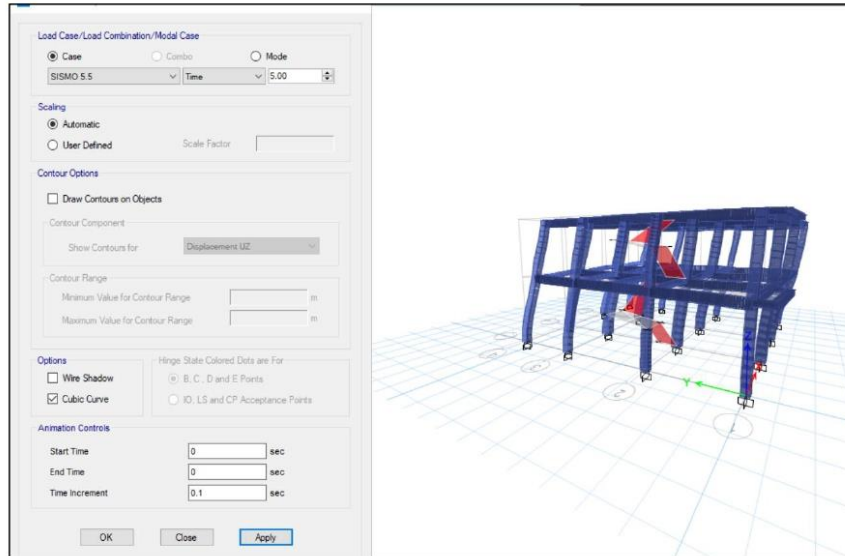 Load Case/Load Combination/Modal Case
Case Combo Mode
SISMO 5.5 Time 5.00
Scaling
Automatic
User Defined Scale Factor
Contour Options
Draw Contours on Objects
Contour Component
Show Contours for Displacement UZ
Contour Range
Minimum Value for Contour Range m
Maximum Value for Contour Range m
Options Hinge State Colored Dots are For
Wire Shadow B, C, D and E Points
Cubic Curve IO, LS and CP Acceptance Points
Animation Controls
Start Time 0 sec
End Time 0 sec
Time Increment 0.1 sec
OK Close Apply
Z
Y